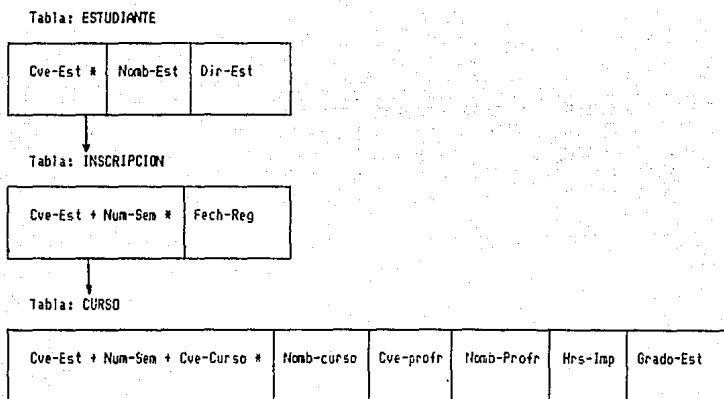 Tabla: ESTUDIANTE
Cve-Est * Nomb-Est Dir-Est
Tabla: INSCRIPCION
Cve-Est + Num-Sem * Fech-Reg
Tabla: CURSO
Cve-Est + Num-Sem + Cve-Curso * Nomb-curso Cve-profr Nomb-Profr Hrs-Imp Grado-Est